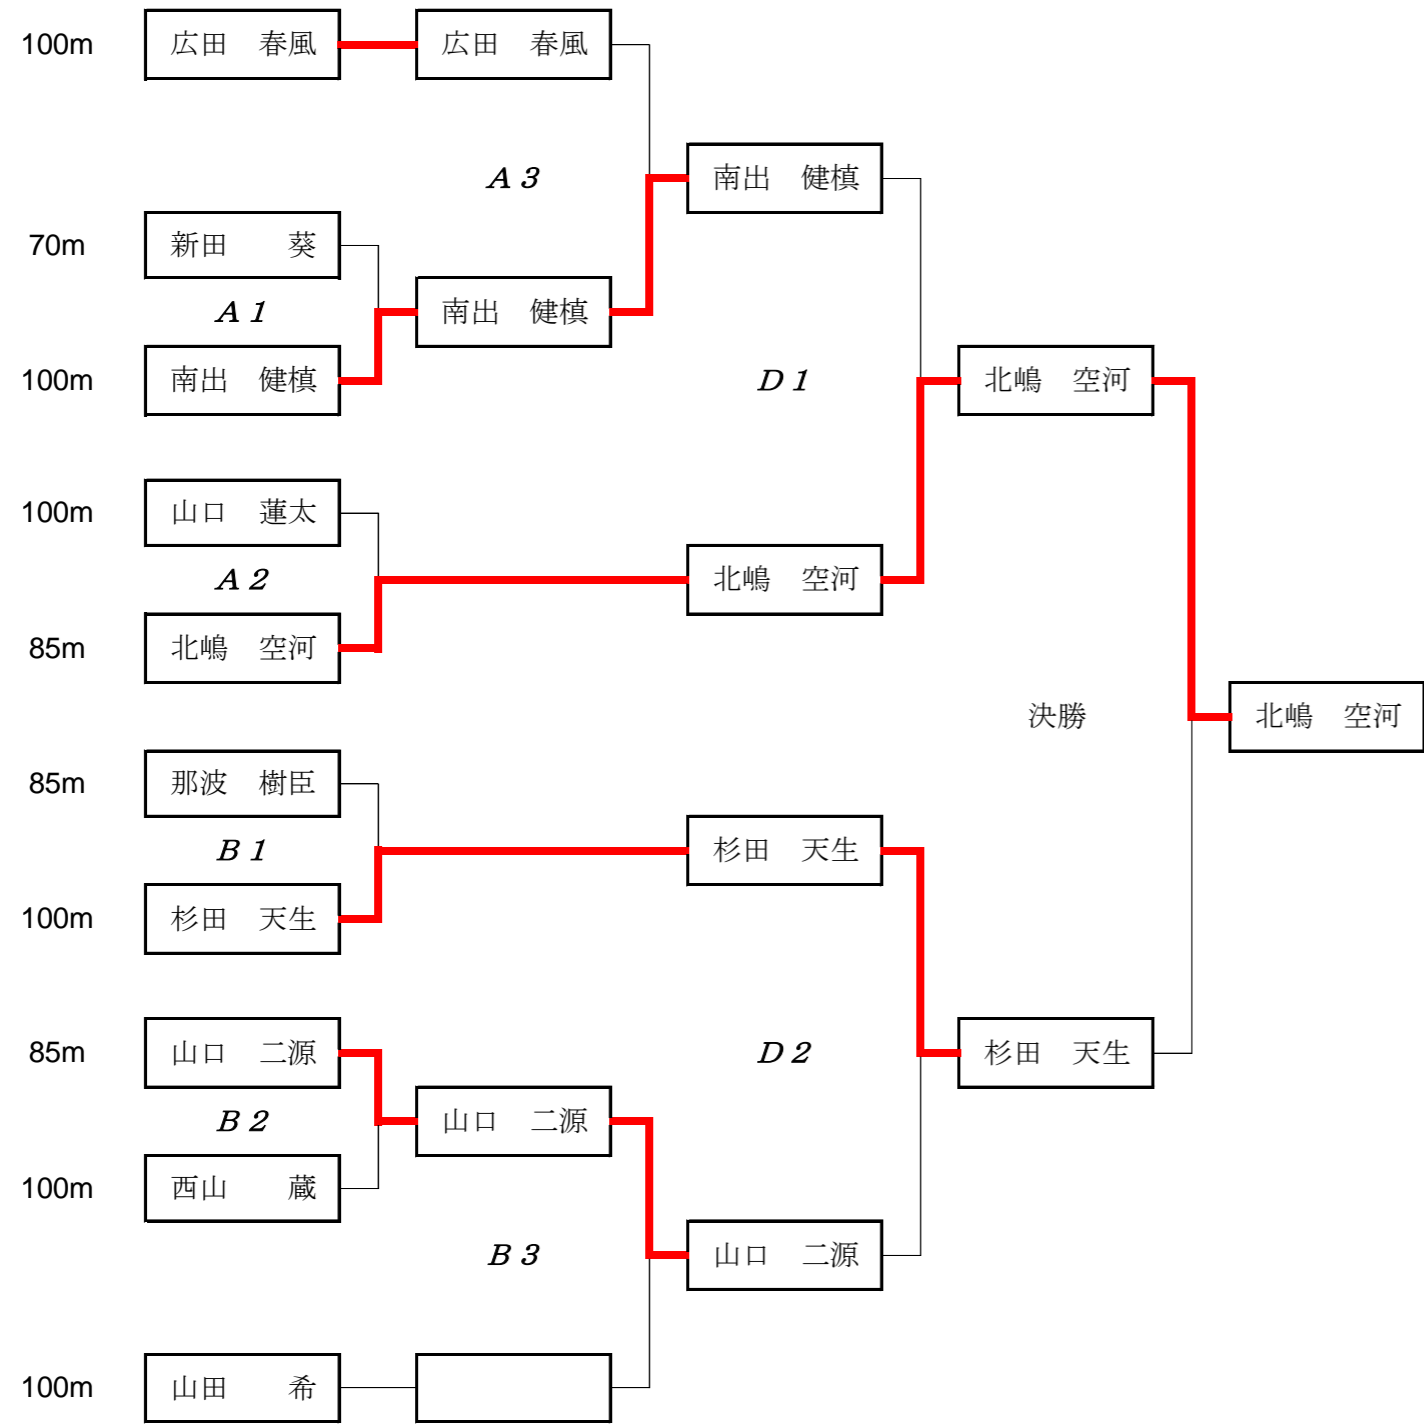 100m 広田　春風 広田　春風
A 3 南出　健槙
70m 新田　　葵
A 1 南出　健槙
100m 南出　健槙 D 1 北嶋　空河
100m 山口　蓮太
A 2 北嶋　空河
85m 北嶋　空河
決勝 北嶋　空河
85m 那波　樹臣
B 1 杉田　天生
100m 杉田　天生
85m 山口　二源 D 2 杉田　天生
B 2 山口　二源
100m 西山　　蔵
B 3 山口　二源
100m 山田　　希